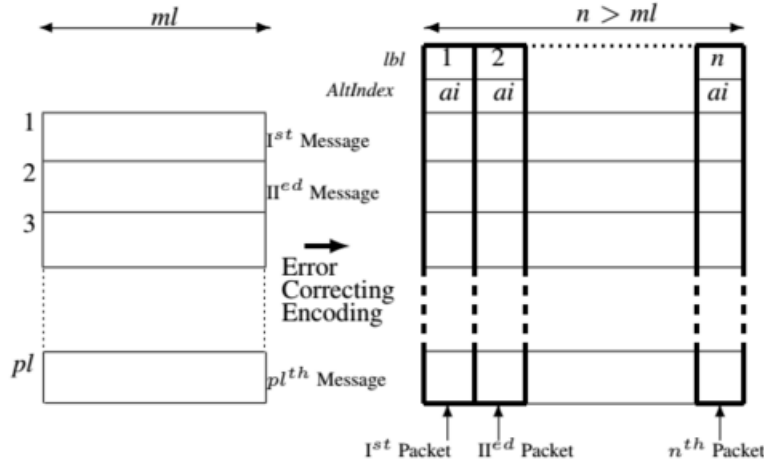 ml
n > ml
lbl 1 2 n
AltIndex ai ai ai
1
I^st Message
2
II^ed Message
3
Error
Correcting
Encoding
pl
pl^th Message
I^st Packet II^ed Packet n^th Packet